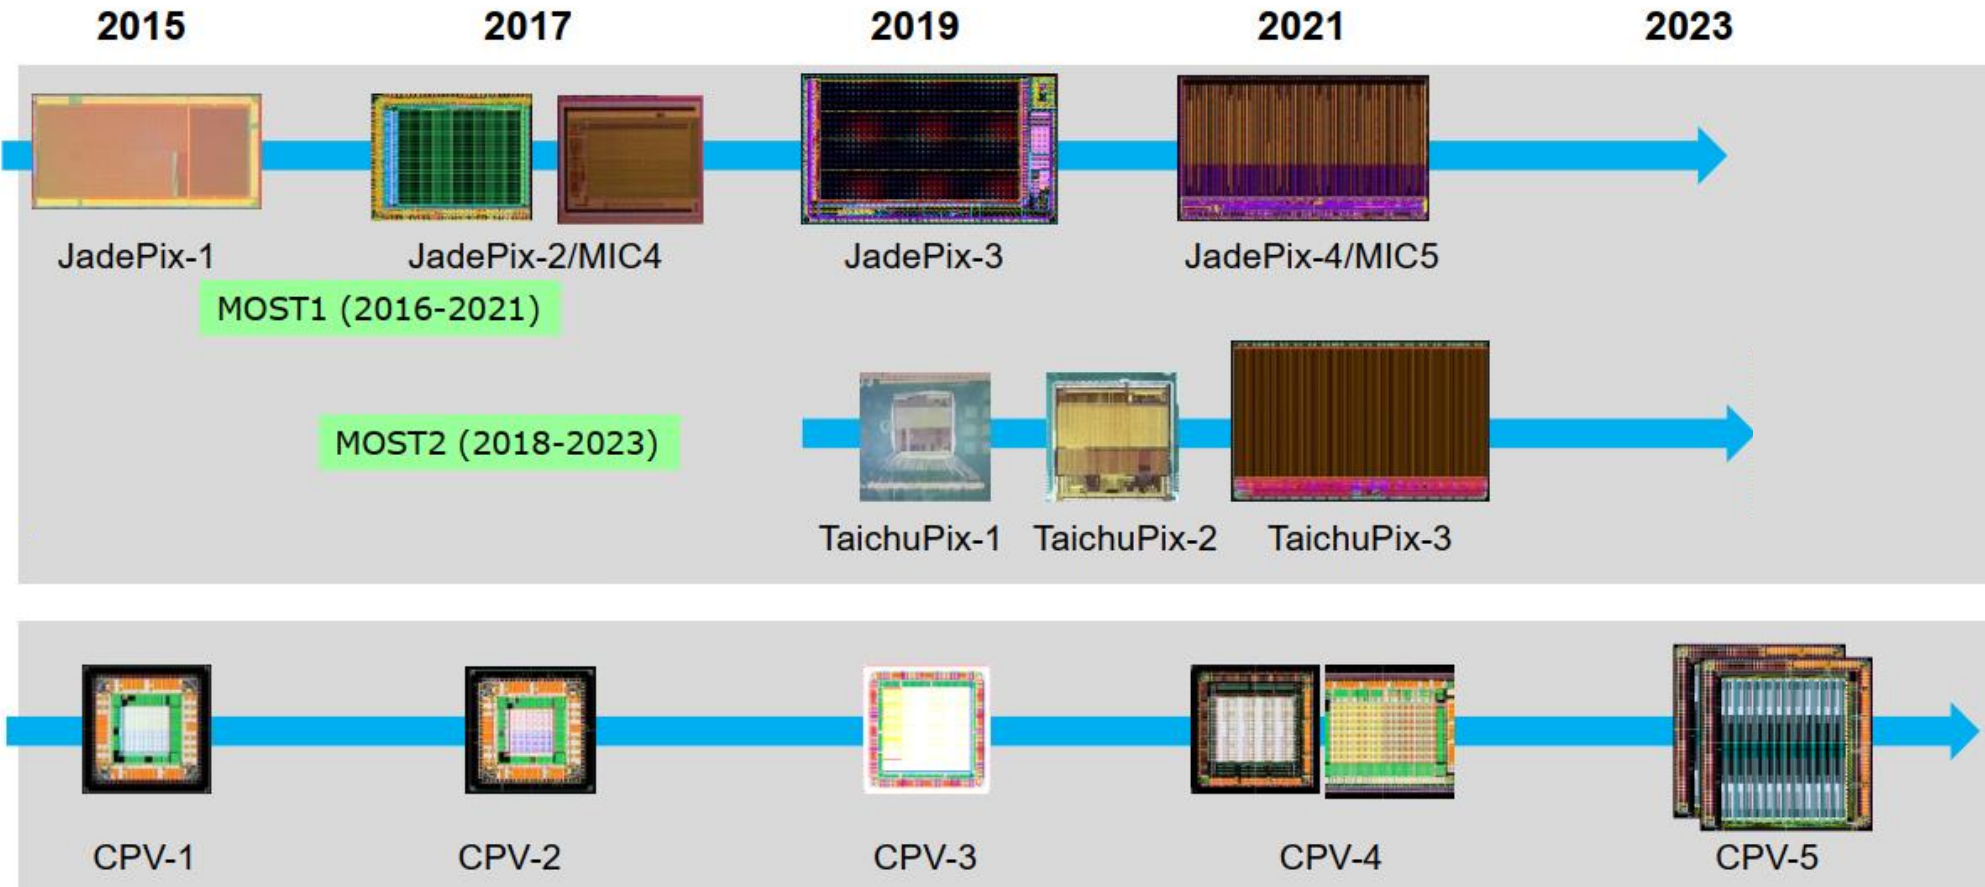 2015 2017 2019 2021 2023
JadePix-1 JadePix-2/MIC4 JadePix-3 JadePix-4/MIC5
MOST1 (2016-2021)
MOST2 (2018-2023)
TaichuPix-1 TaichuPix-2 TaichuPix-3
CPV-1 CPV-2 CPV-3 CPV-4 CPV-5